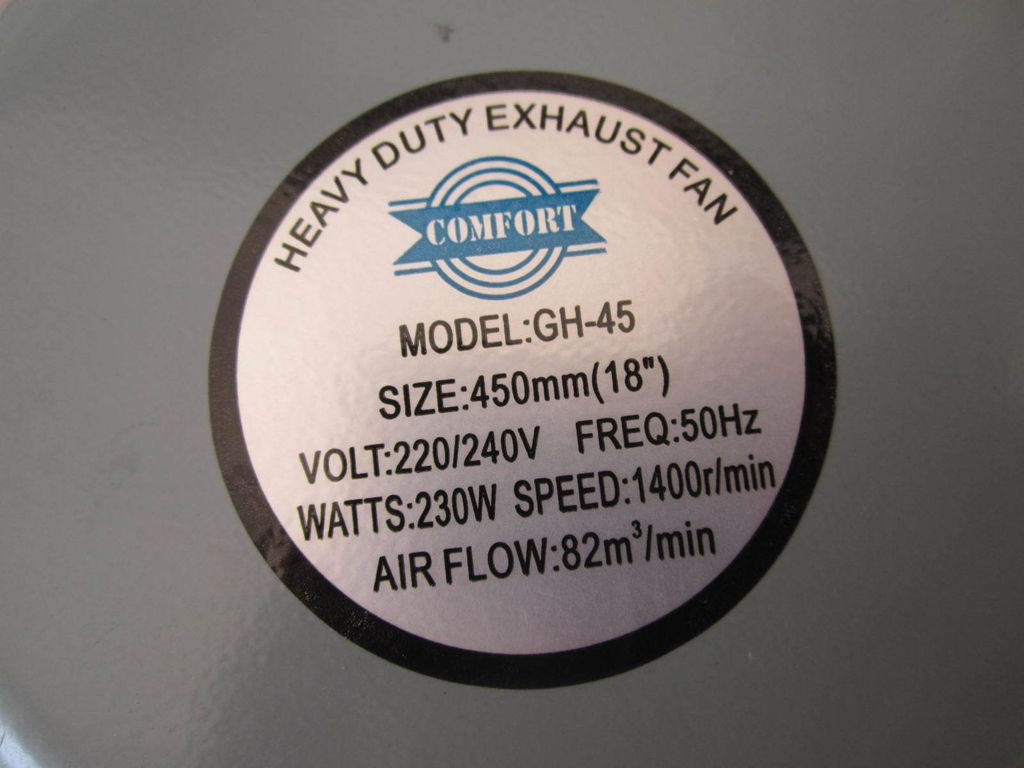 HEAVY DUTY EXHAUST FAN
COMFORT
MODEL:GH-45
SIZE:450mm(18")
VOLT:220/240V FREQ:50Hz
WATTS:230W SPEED:1400r/min
AIR FLOW:82m³/min